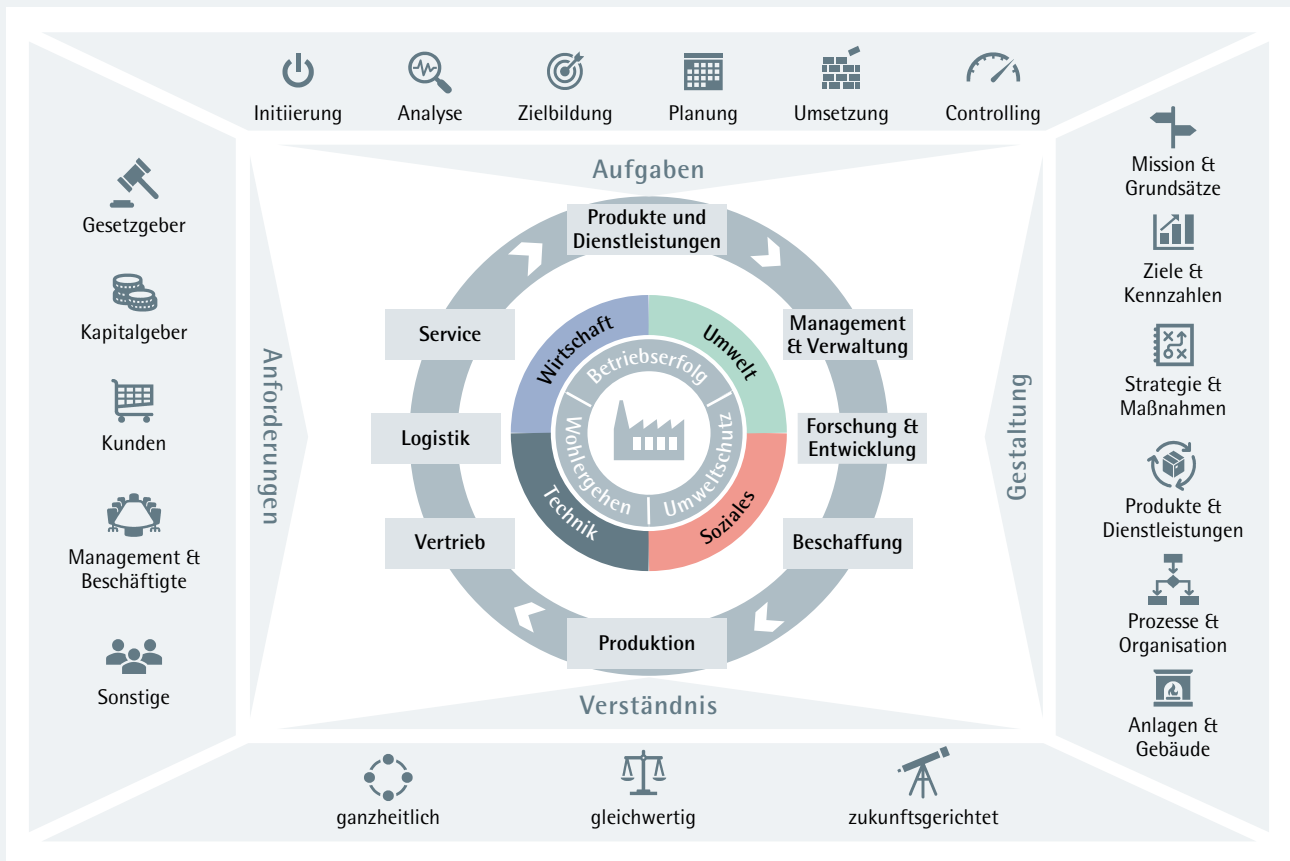 Initiierung
Analyse
Zielbildung
Planung
Umsetzung
Controlling
Aufgaben
Gesetzgeber
Kapitalgeber
Kunden
Management &
Beschäftigte
Sonstige
Anforderungen
Produkte und
Dienstleistungen
Management
& Verwaltung
Forschung &
Entwicklung
Beschaffung
Produktion
Vertrieb
Logistik
Service
Wirtschaft
Umwelt
Soziales
Technik
Betriebserfolg
Umweltschutz
Wohlergehen
Gestaltung
Mission &
Grundsätze
Ziele &
Kennzahlen
Strategie &
Maßnahmen
Produkte &
Dienstleistungen
Prozesse &
Organisation
Anlagen &
Gebäude
Verständnis
ganzheitlich
gleichwertig
zukunftsgerichtet